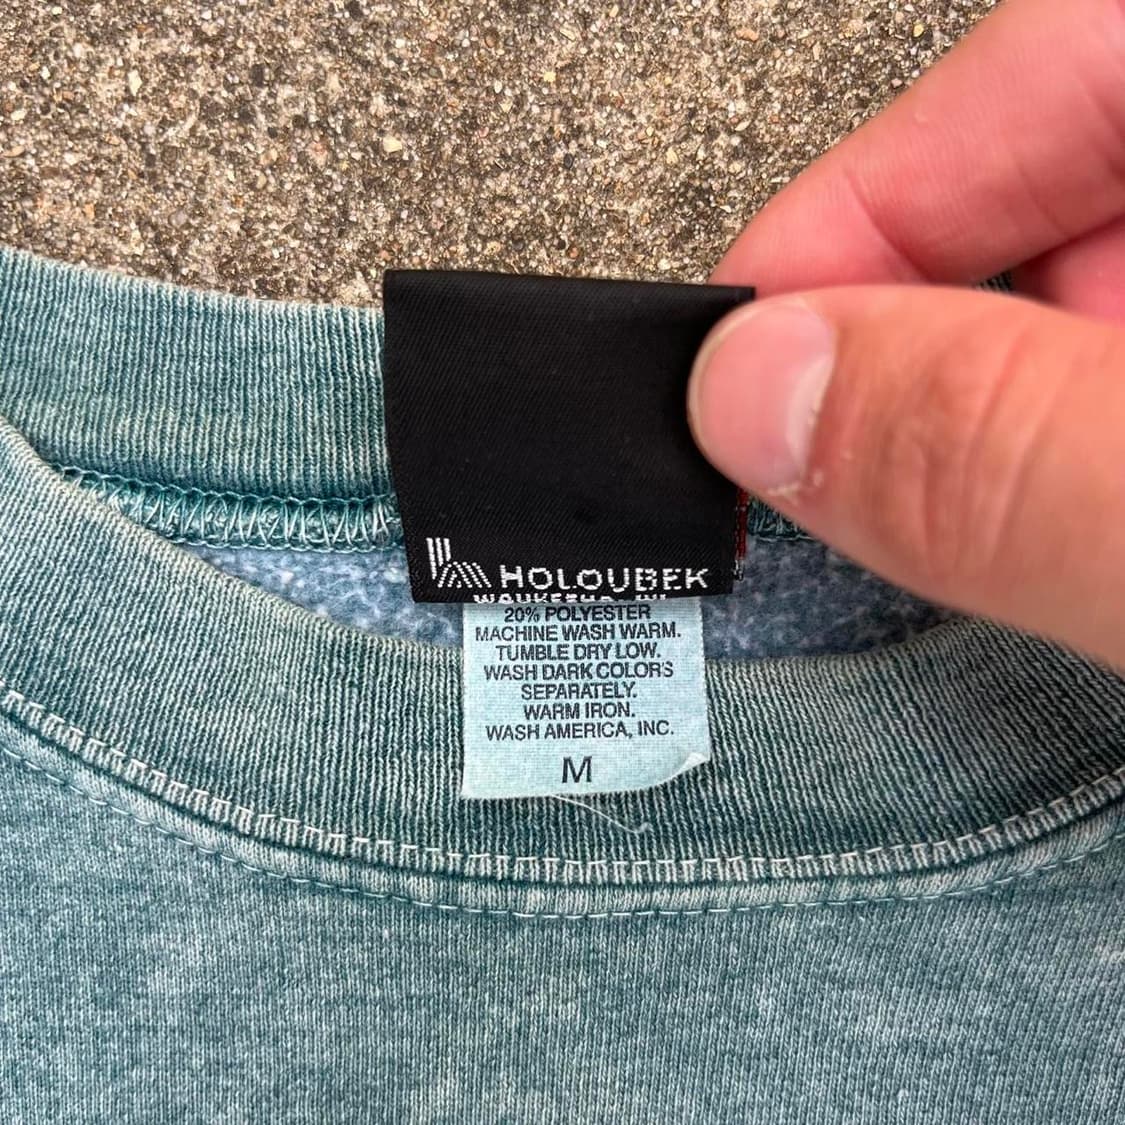 HOLOUBEK
20% POLYESTER
MACHINE WASH WARM.
TUMBLE DRY LOW.
WASH DARK COLORS
SEPARATELY.
WARM IRON.
WASH AMERICA, INC.
M